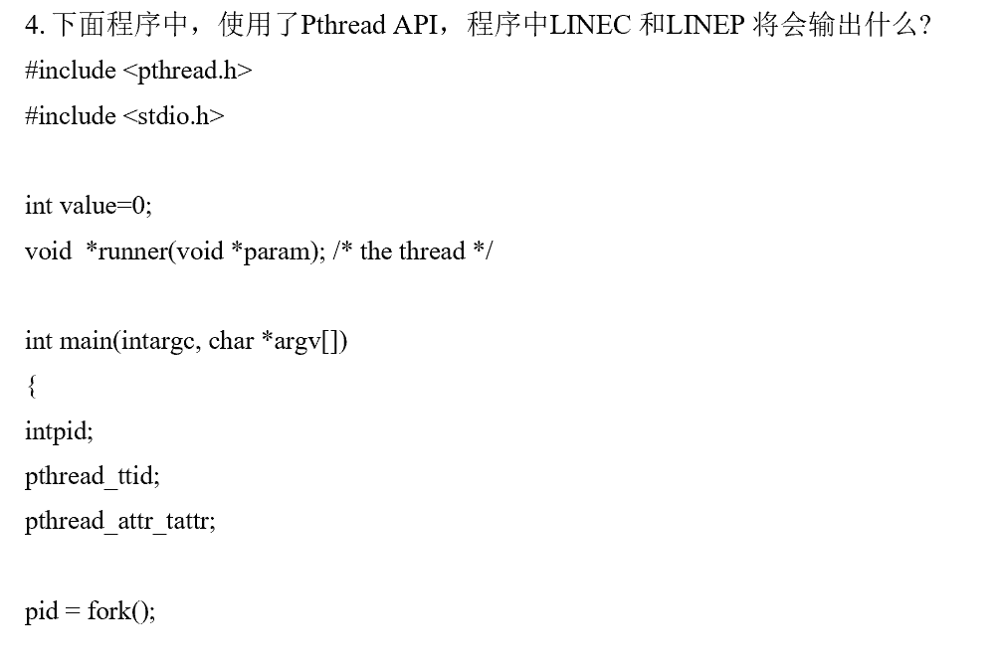 4. 下面程序中，使用了Pthread API，程序中LINEC 和LINEP 将会输出什么？
#include <pthread.h>
#include <stdio.h>
int value=0;
void  *runner(void *param); /* the thread */
int main(intargc, char *argv[])
{
intpid;
pthread_ttid;
pthread_attr_tattr;
pid = fork();